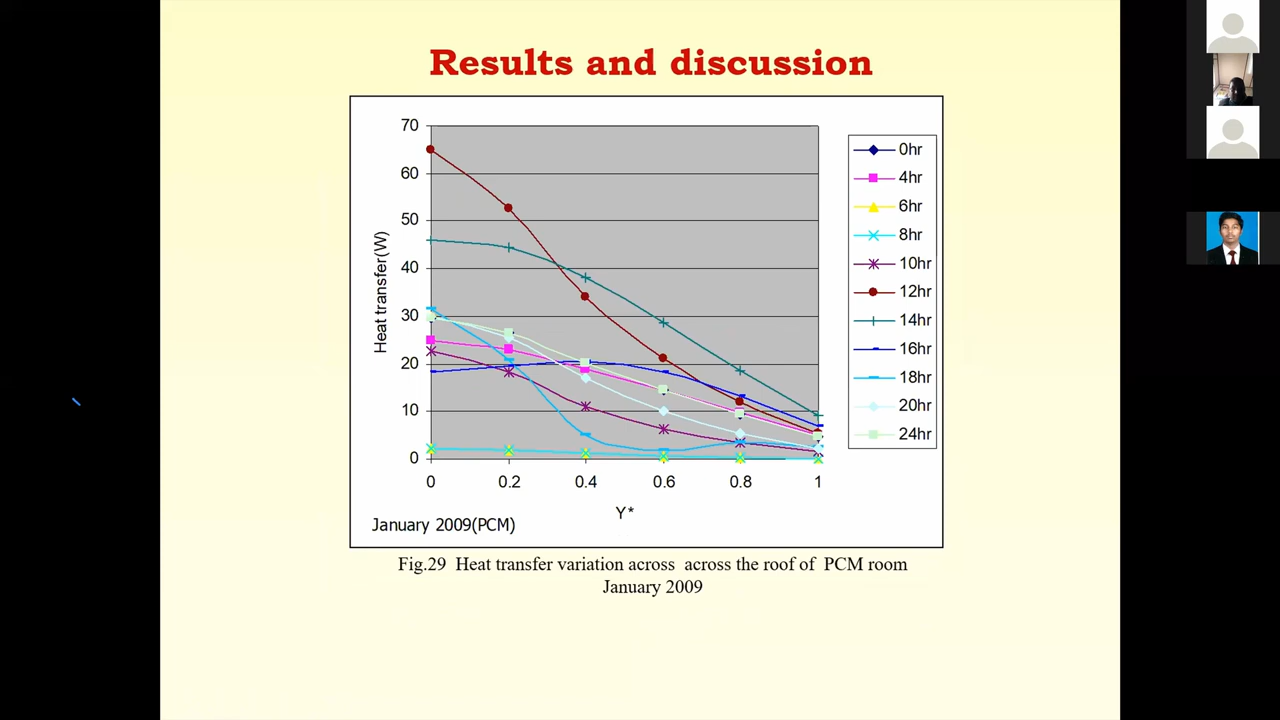 Results and discussion
70
60
50
40
30
20
10
0
Heat transfer(W)
0 0.2 0.4 0.6 0.8 1
Y*
January 2009(PCM)
0hr
4hr
6hr
8hr
10hr
12hr
14hr
16hr
18hr
20hr
24hr
Fig.29 Heat transfer variation across across the roof of PCM room
January 2009